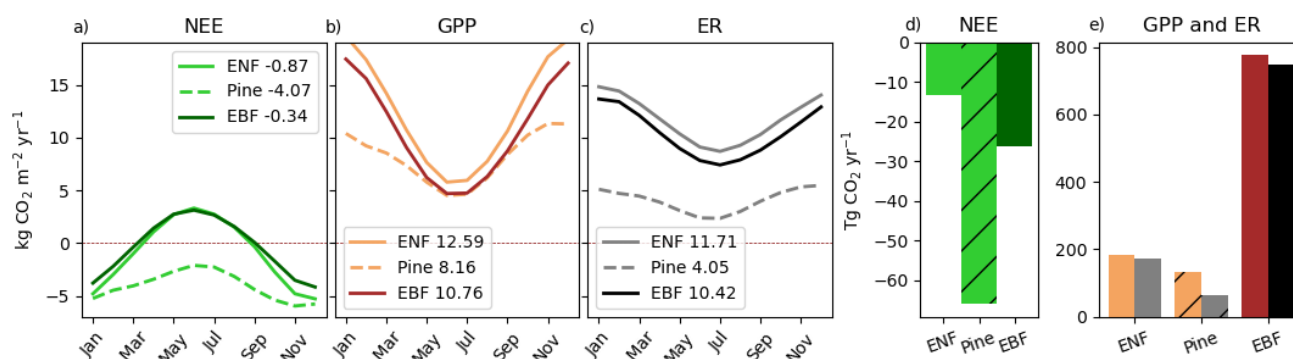 a) NEE
kg CO₂ m⁻² yr⁻¹
15
10
5
0
−5
ENF -0.87
Pine -4.07
EBF -0.34
Jan
Mar
May
Jul
Sep
Nov
b) GPP
ENF 12.59
Pine 8.16
EBF 10.76
Jan
Mar
May
Jul
Sep
Nov
c) ER
ENF 11.71
Pine 4.05
EBF 10.42
Jan
Mar
May
Jul
Sep
Nov
d) NEE
Tg CO₂ yr⁻¹
0
−10
−20
−30
−40
−50
−60
ENF
Pine
EBF
e) GPP and ER
800
600
400
200
0
ENF
Pine
EBF